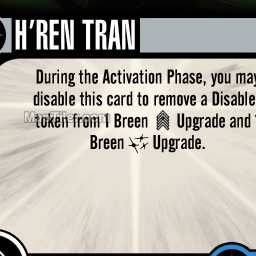 H'REN TRAN
During the Activation Phase, you may
disable this card to remove a Disable
token from 1 Breen Upgrade and 1
Breen Upgrade.